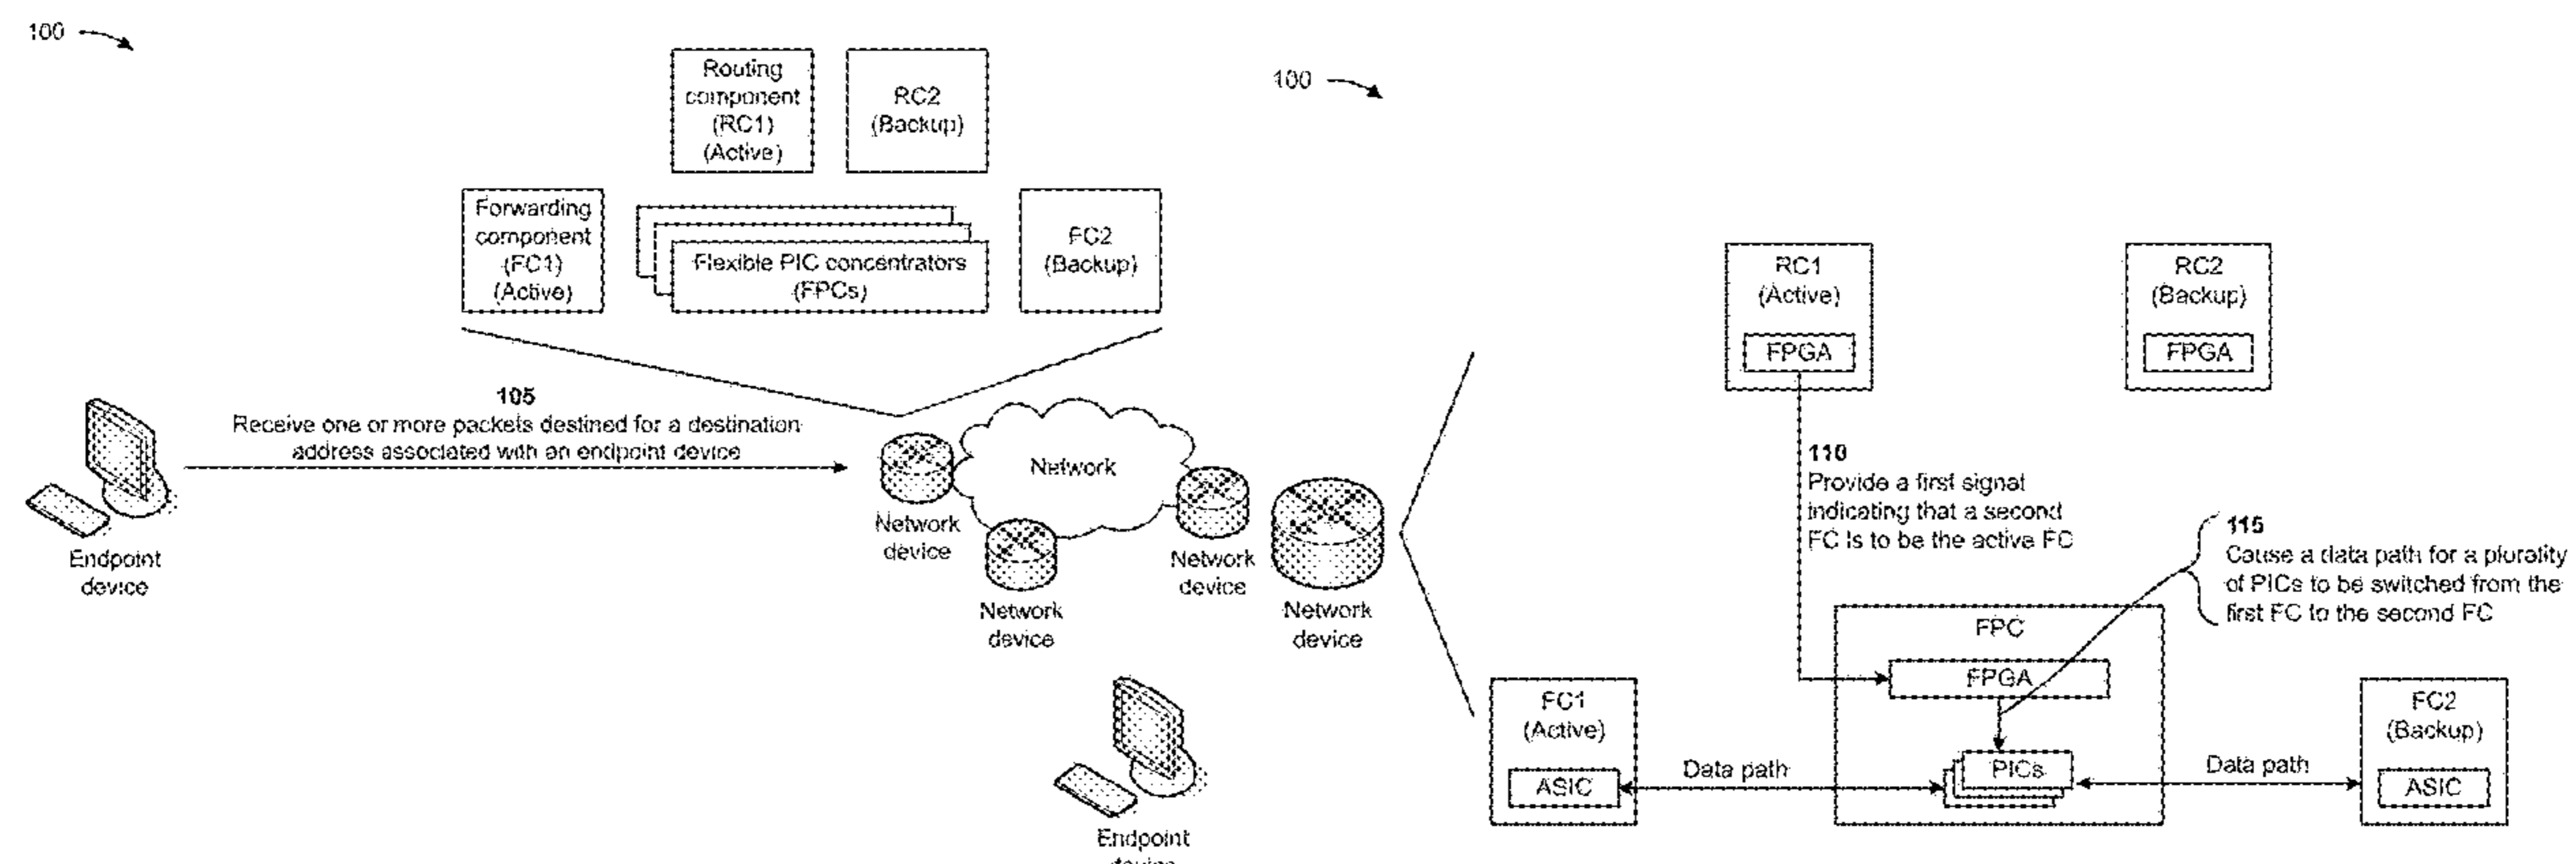 100
Routing
component
(RC1)
(Active)
RC2
(Backup)
Forwarding
component
(FC1)
(Active)
Flexible PIC concentrators
(FPCs)
FC2
(Backup)
105
Receive one or more packets destined for a destination
address associated with an endpoint device
Endpoint
device
Network
device
Network
Network
device
Network
device
Endpoint
device
100
Network
device
RC1
(Active)
FPGA
RC2
(Backup)
FPGA
110
Provide a first signal
indicating that a second
FC is to be the active FC
115
Cause a data path for a plurality
of PICs to be switched from the
first FC to the second FC
FPC
FPGA
PICs
FC1
(Active)
ASIC
Data path
Data path
FC2
(Backup)
ASIC